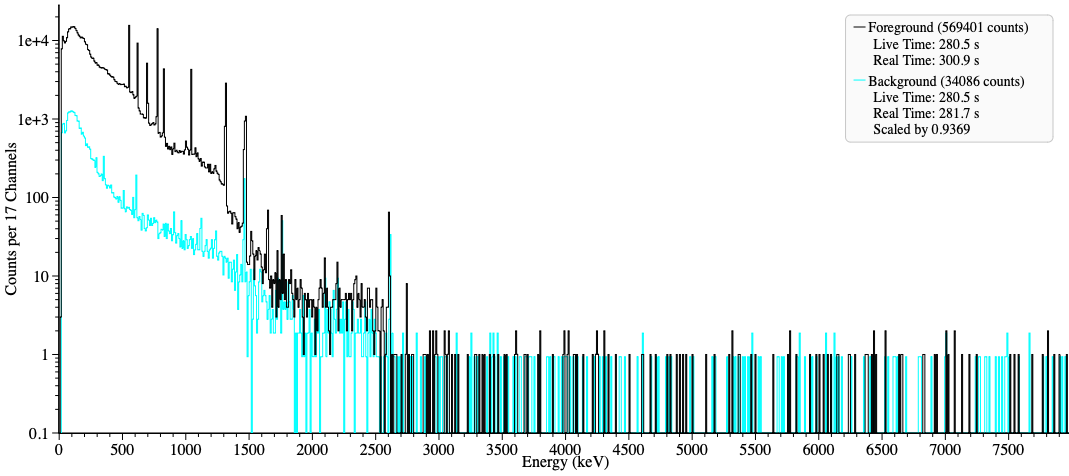 Counts per 17 Channels
1e+4
1e+3
100
10
1
0.1
Foreground (569401 counts)
Live Time: 280.5 s
Real Time: 300.9 s
Background (34086 counts)
Live Time: 280.5 s
Real Time: 281.7 s
Scaled by 0.9369
0 500 1000 1500 2000 2500 3000 3500 4000 4500 5000 5500 6000 6500 7000 7500
Energy (keV)